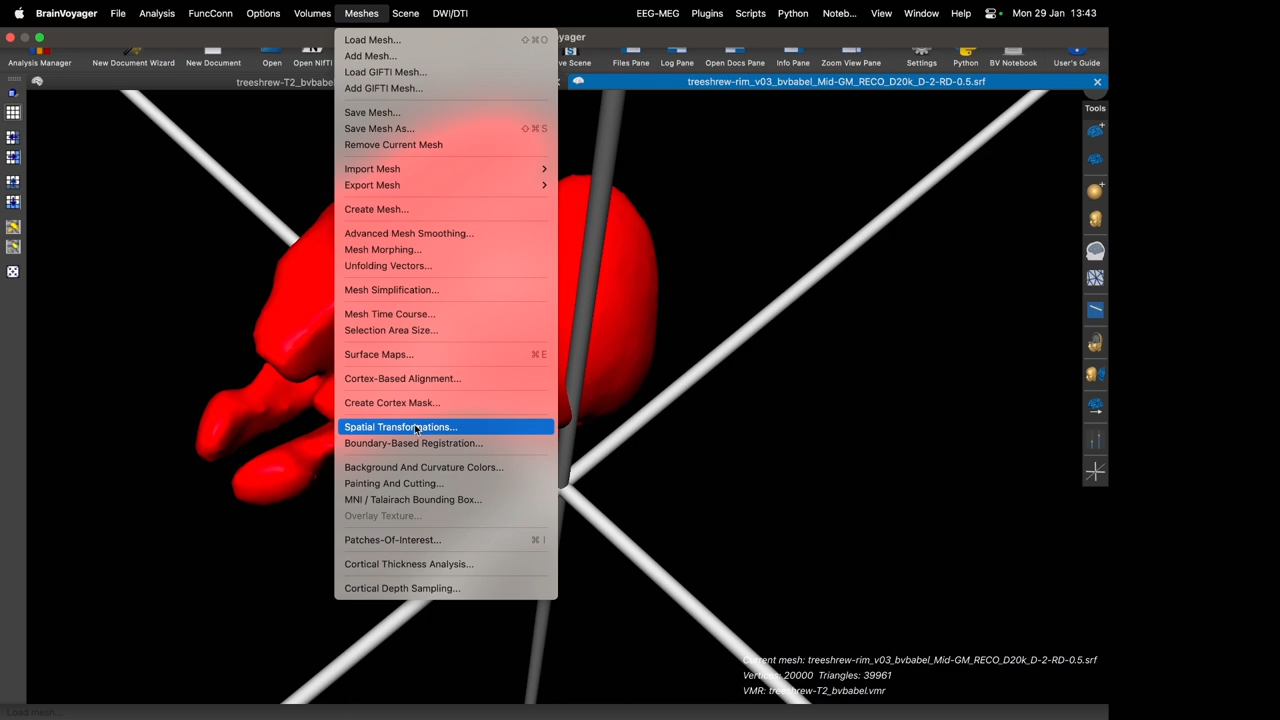 BrainVoyager File Analysis FuncConn Options Volumes Meshes Scene DWI/DTI EEG-MEG Plugins Scripts Python Noteb... View Window Help Mon 29 Jan 13:43
yager
Analysis Manager New Document Wizard New Document Open Open NIfTI ve Scene Files Pane Log Pane Open Docs Pane Info Pane Zoom View Pane Settings Python BV Notebook User's Guide
treeshrew-T2_bvbabe treeshrew-rim_v03_bvbabel_Mid-GM_RECO_D20k_D-2-RD-0.5.srf
Load Mesh... ⇧⌘O
Add Mesh...
Load GIFTI Mesh...
Add GIFTI Mesh...
Save Mesh...
Save Mesh As... ⇧⌘S
Remove Current Mesh
Import Mesh
Export Mesh
Create Mesh...
Advanced Mesh Smoothing...
Mesh Morphing...
Unfolding Vectors...
Mesh Simplification...
Mesh Time Course...
Selection Area Size...
Surface Maps... ⌘E
Cortex-Based Alignment...
Create Cortex Mask...
Spatial Transformations...
Boundary-Based Registration...
Background And Curvature Colors...
Painting And Cutting...
MNI / Talairach Bounding Box...
Overlay Texture...
Patches-Of-Interest... ⌘I
Cortical Thickness Analysis...
Cortical Depth Sampling...
Tools
Current mesh: treeshrew-rim_v03_bvbabel_Mid-GM_RECO_D20k_D-2-RD-0.5.srf
Vertices: 20000 Triangles: 39961
VMR: treeshrew-T2_bvbabel.vmr
Load mesh...